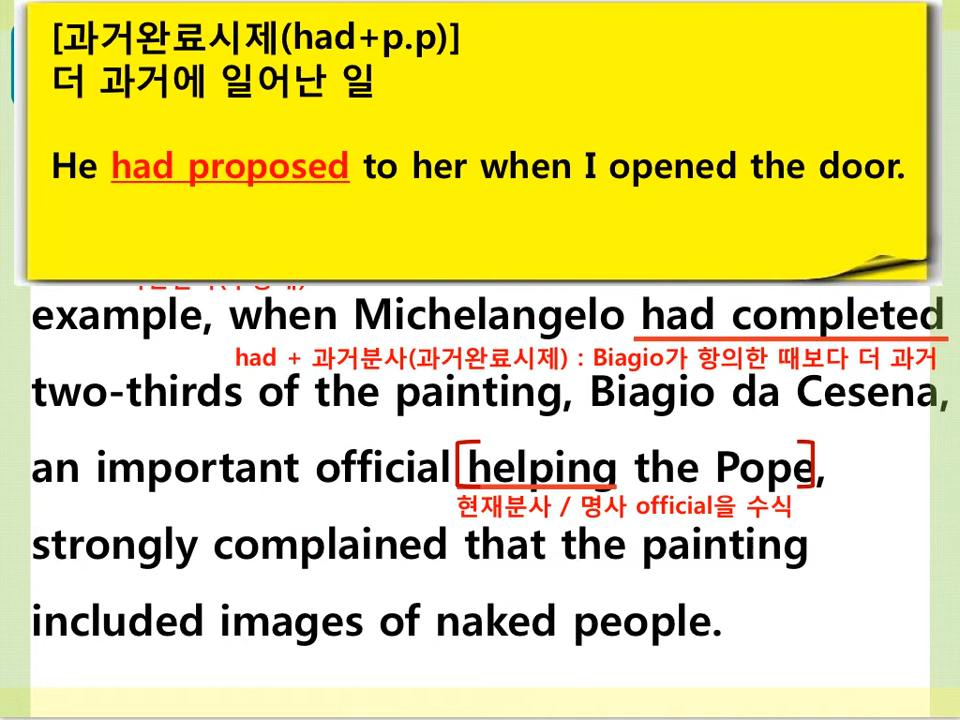 [과거완료시제(had+p.p)]
더 과거에 일어난 일
He had proposed to her when I opened the door.
example, when Michelangelo had completed
had + 과거분사(과거완료시제) : Biagio가 항의한 때보다 더 과거
two-thirds of the painting, Biagio da Cesena,
an important official [helping the Pope],
현재분사 / 명사 official을 수식
strongly complained that the painting
included images of naked people.